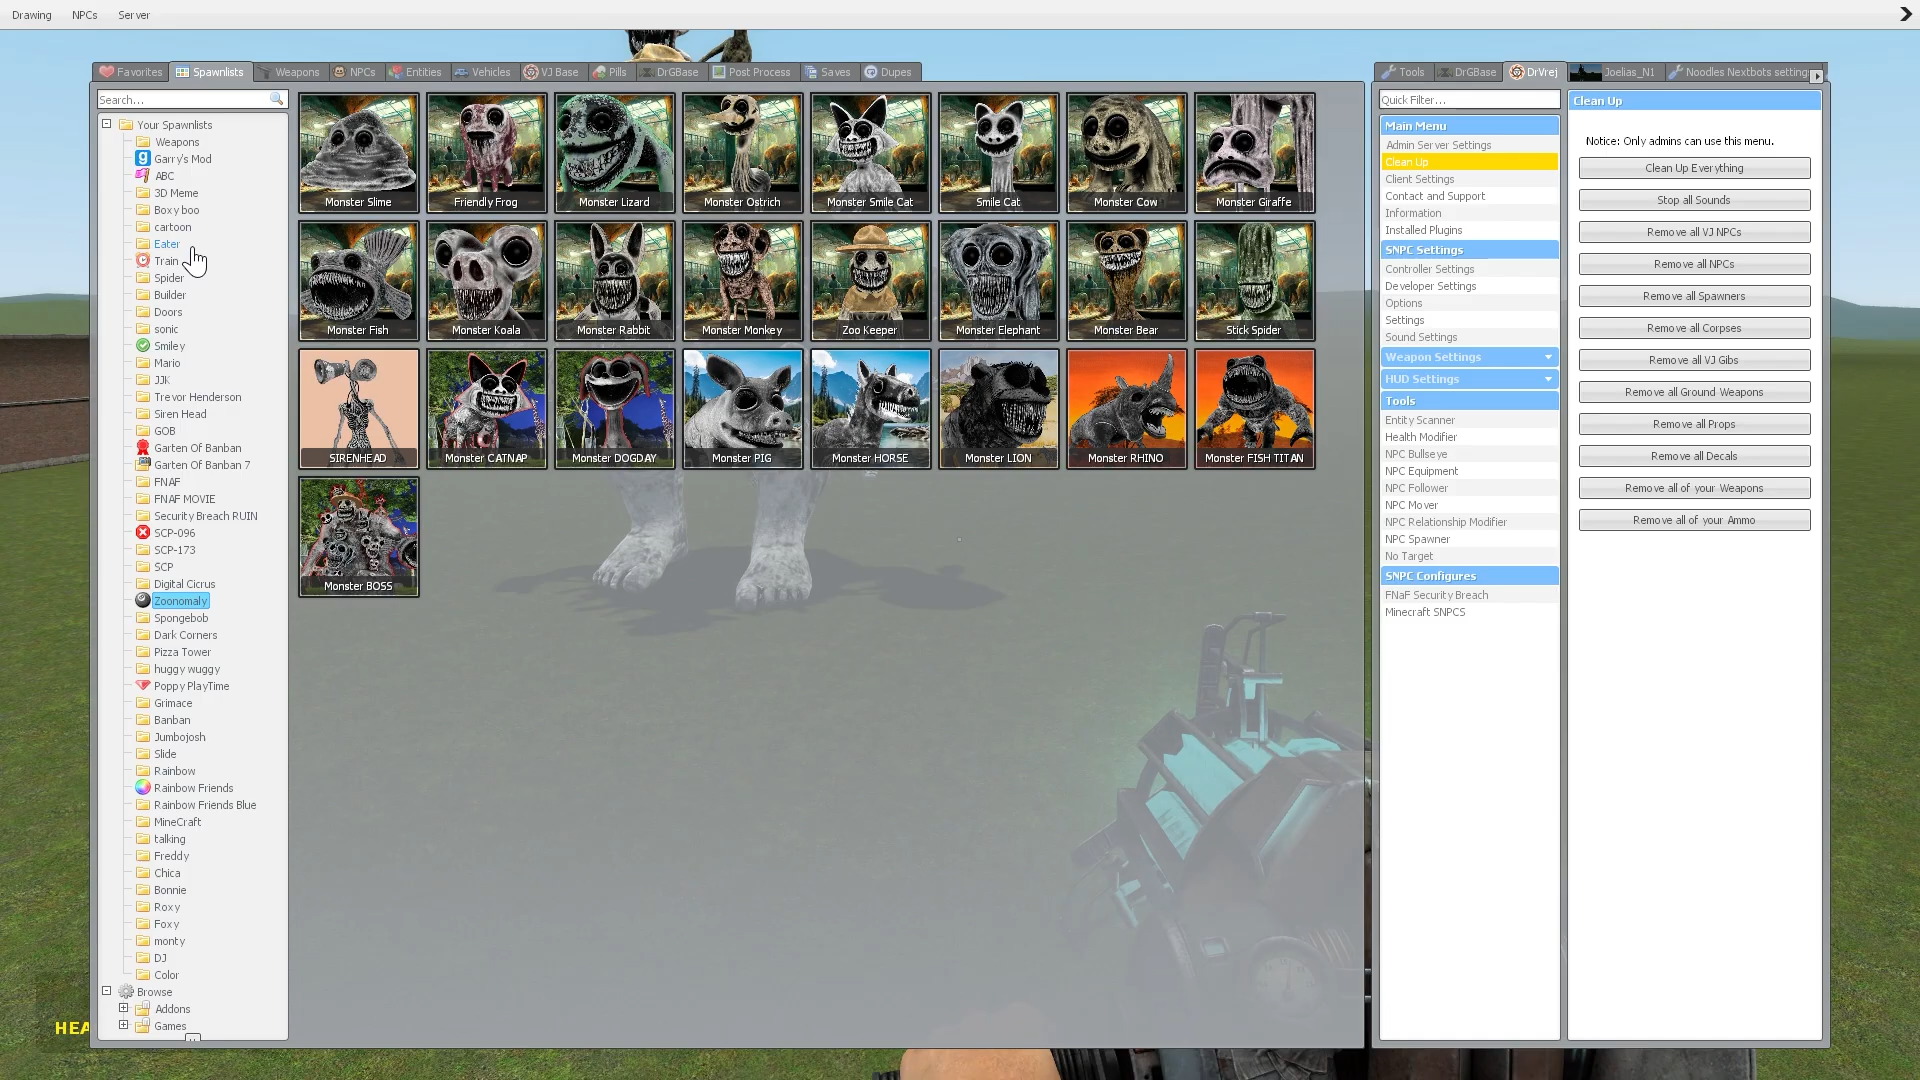 Drawing NPCs Server
Favorites Spawnlists Weapons NPCs Entities Vehicles VJ Base Pills DrGBase Post Process Saves Dupes
Search...
Your Spawnlists
Weapons
Garry's Mod
ABC
3D Meme
Boxy boo
cartoon
Eater
Train
Spider
Builder
Doors
sonic
Smiley
Mario
JJK
Trevor Henderson
Siren Head
GOB
Garten Of Banban
Garten Of Banban 7
FNAF
FNAF MOVIE
Security Breach RUIN
SCP-096
SCP-173
SCP
Digital Cicrus
Zoonomaly
Spongebob
Dark Corners
Pizza Tower
huggy wuggy
Poppy PlayTime
Grimace
Banban
Jumbojosh
Slide
Rainbow
Rainbow Friends
Rainbow Friends Blue
MineCraft
talking
Freddy
Chica
Bonnie
Roxy
Foxy
monty
DJ
Color
Browse
Addons
Games
HEA
Monster Slime Friendly Frog Monster Lizard Monster Ostrich Monster Smile Cat Smile Cat Monster Cow Monster Giraffe
Monster Fish Monster Koala Monster Rabbit Monster Monkey Zoo Keeper Monster Elephant Monster Bear Stick Spider
SIRENHEAD Monster CATNAP Monster DOGDAY Monster PIG Monster HORSE Monster LION Monster RHINO Monster FISH TITAN
Monster BOSS
Tools DrGBase DrVrej Joelias_N1 Noodles Nextbots setting
Quick Filter...
Main Menu
Admin Server Settings
Clean Up
Client Settings
Contact and Support
Information
Installed Plugins
SNPC Settings
Controller Settings
Developer Settings
Options
Settings
Sound Settings
Weapon Settings
HUD Settings
Tools
Entity Scanner
Health Modifier
NPC Bullseye
NPC Equipment
NPC Follower
NPC Mover
NPC Relationship Modifier
NPC Spawner
No Target
SNPC Configures
FNaF Security Breach
Minecraft SNPCS
Clean Up
Notice: Only admins can use this menu.
Clean Up Everything
Stop all Sounds
Remove all VJ NPCs
Remove all NPCs
Remove all Spawners
Remove all Corpses
Remove all VJ Gibs
Remove all Ground Weapons
Remove all Props
Remove all Decals
Remove all of your Weapons
Remove all of your Ammo